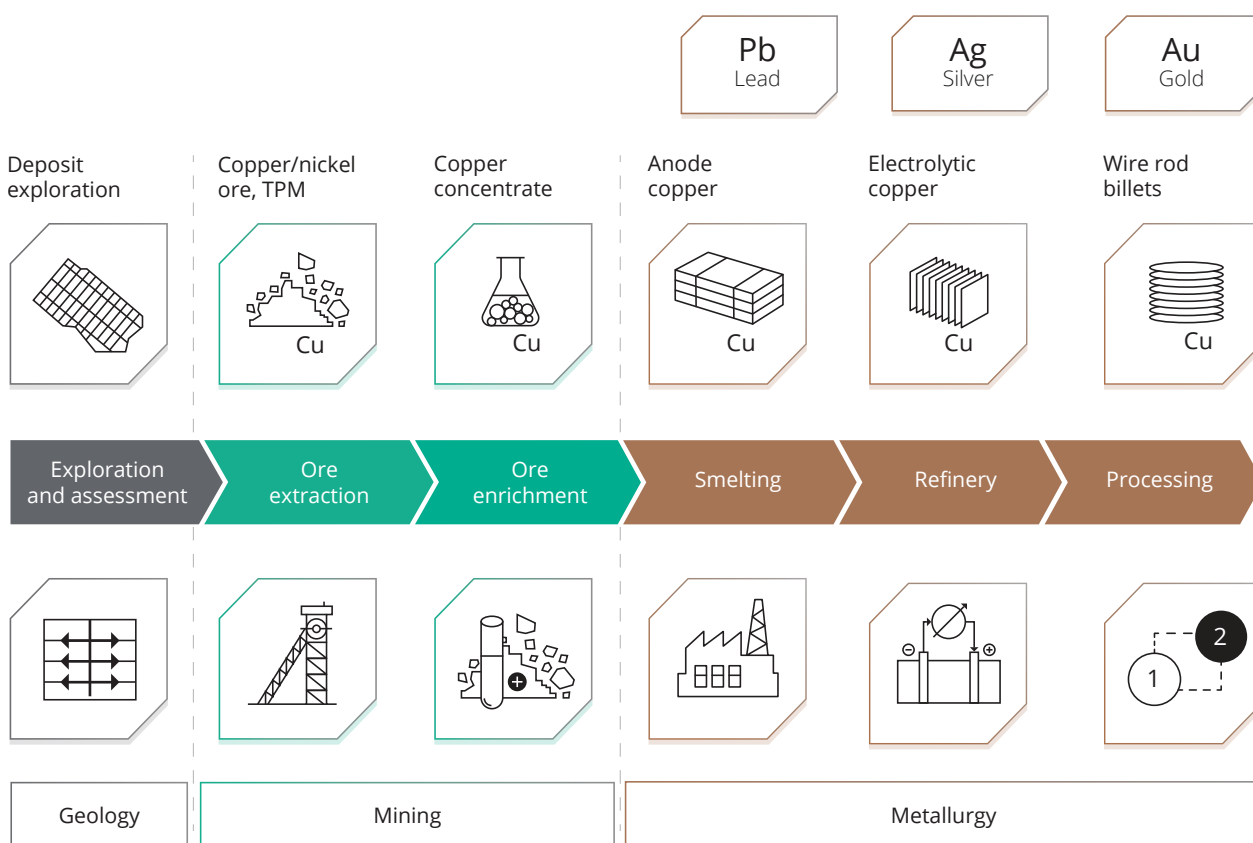 Pb
Lead
Ag
Silver
Au
Gold
Deposit
exploration
Copper/nickel
ore, TPM
Copper
concentrate
Anode
copper
Electrolytic
copper
Wire rod
billets
Cu
Cu
Cu
Cu
Cu
Exploration
and assessment
Ore
extraction
Ore
enrichment
Smelting
Refinery
Processing
1
2
Geology
Mining
Metallurgy